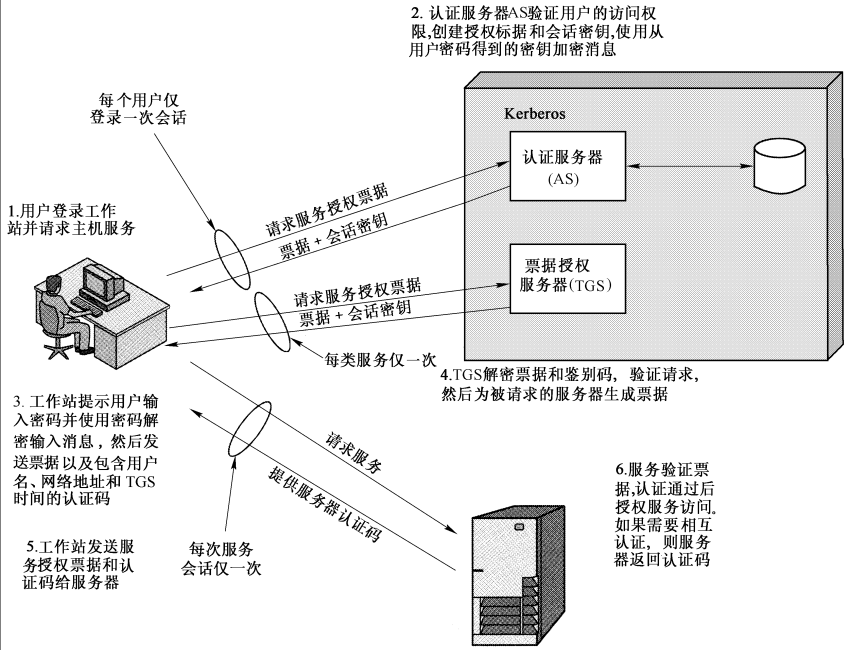 2. 认证服务器AS验证用户的访问权
限,创建授权标据和会话密钥,使用从
用户密码得到的密钥加密消息
每个用户仅
登录一次会话
Kerberos
认证服务器
(AS)
请求服务授权票据
票据 + 会话密钥
1.用户登录工作
站并请求主机服务
票据授权
服务器(TGS)
请求服务授权票据
票据 + 会话密钥
每类服务仅一次
4.TGS解密票据和鉴别码, 验证请求,
然后为被请求的服务器生成票据
3. 工作站提示用户输
入密码并使用密码解
密输入消息, 然后发
送票据以及包含用户
名、网络地址和 TGS
时间的认证码
请求服务
提供服务器认证码
6.服务验证票
据,认证通过后
授权服务访问。
如果需要相互
认证, 则服务
器返回认证码
5.工作站发送服
务授权票据和认
证码给服务器
每次服务
会话仅一次